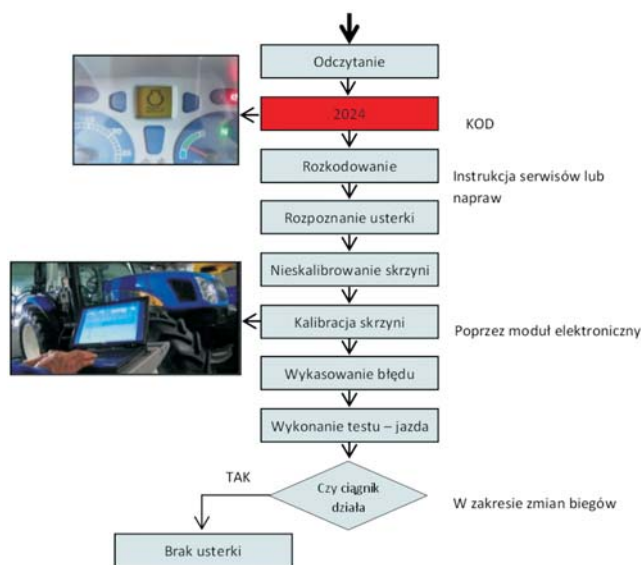 Odczytanie
2024
KOD
Rozkodowanie
Instrukcja serwisów lub
napraw
Rozpoznanie usterki
Nieskalibrowanie skrzyni
Kalibracja skrzyni
Poprzez moduł elektroniczny
Wykasowanie błędu
Wykonanie testu – jazda
TAK
Czy ciągnik
działa
W zakresie zmian biegów
Brak usterki